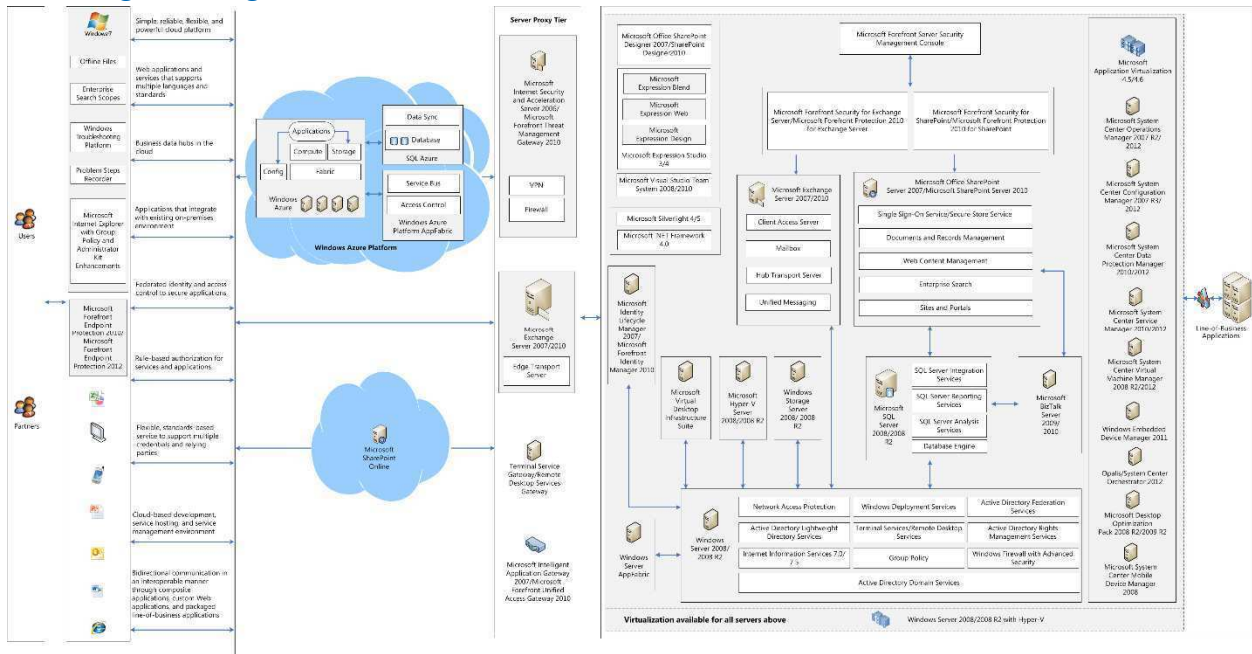 Windows7
Offline Files
Enterprise
Search Scopes
Windows
Troubleshooting
Platform
Problem Steps
Recorder
Microsoft
Internet Explorer
with Group
Policy and
Administrator
Kit
Enhancements
Microsoft
Forefront
Endpoint
Protection 2010/
Microsoft
Forefront
Endpoint
Protection 2012
Users
Partners
Simple, reliable, flexible, and
powerful cloud platform
Web applications and
services that supports
multiple languages and
standards
Business data hubs in the
cloud
Applications that integrate
with existing on-premises
environment
Federated identity and access
control to secure applications
Rule-based authorization for
services and applications.
Flexible, standards-based
service to support multiple
credentials and relying
parties
Cloud-based development,
service hosting, and service
management environment
Bidirectional communication in
an interoperable manner
through composite
applications, custom Web
applications, and packaged
line-of-business applications
Applications
Compute
Storage
Config
Fabric
Windows
Azure
Data Sync
Database
SQL Azure
Service Bus
Access Control
Windows Azure
Platform AppFabric
Windows Azure Platform
Microsoft
SharePoint
Online
Server Proxy Tier
Microsoft
Internet Security
and Acceleration
Server 2006/
Microsoft
Forefront Threat
Management
Gateway 2010
VPN
Firewall
Microsoft
Exchange
Server 2007/2010
Edge Transport
Server
Terminal Service
Gateway/Remote
Desktop Services
Gateway
Microsoft Intelligent
Application Gateway
2007/Microsoft
Forefront Unified
Access Gateway 2010
Microsoft Office SharePoint
Designer 2007/SharePoint
Designer2010
Microsoft
Expression Blend
Microsoft
Expression Web
Microsoft
Expression Design
Microsoft Expression Studio
3/4
Microsoft Visual Studio Team
System 2008/2010
Microsoft Silverlight 4/5
Microsoft .NET Framework
4.0
Microsoft
Identity
Lifecycle
Manager
2007/
Microsoft
Forefront
Identity
Manager 2010
Microsoft Forefront Server Security
Management Console
Microsoft Forefront Security for Exchange
Server/Microsoft Forefront Protection 2010
for Exchange Server
Microsoft Forefront Security for
SharePoint/Microsoft Forefront Protection
2010 for SharePoint
Microsoft Exchange
Server 2007/2010
Client Access Server
Mailbox
Hub Transport Server
Unified Messaging
Microsoft Office SharePoint
Server 2007/Microsoft SharePoint Server 2010
Single Sign-On Service/Secure Store Service
Documents and Records Management
Web Content Management
Enterprise Search
Sites and Portals
Microsoft
Virtual
Desktop
Infrastructure
Suite
Microsoft
Hyper-V
Server
2008/2008 R2
Windows
Storage
Server
2008/ 2008
R2
Microsoft
SQL Server
2008/2008
R2
SQL Server Integration
Services
SQL Server Reporting
Services
SQL Server Analysis
Services
Database Engine
Microsoft
BizTalk
Server
2009/
2010
Windows
Server
AppFabric
Windows
Server 2008/
2008 R2
Network Access Protection
Windows Deployment Services
Active Directory Federation
Services
Active Directory Lightweight
Directory Services
Terminal Services/Remote Desktop
Services
Active Directory Rights
Management Services
Internet Information Services 7.0/
7.5
Group Policy
Windows Firewall with Advanced
Security
Active Directory Domain Services
Virtualization available for all servers above
Windows Server 2008/2008 R2 with Hyper-V
Microsoft
Application Virtualization
4.5/4.6
Microsoft System
Center Operations
Manager 2007 R2/
2012
Microsoft System
Center Configuration
Manager 2007 R3/
2012
Microsoft System
Center Data
Protection Manager
2010/2012
Microsoft System
Center Service
Manager 2010/2012
Microsoft System
Center Virtual
Machine Manager
2008 R2/2012
Windows Embedded
Device Manager 2011
Opalis/System Center
Orchestrator 2012
Microsoft Desktop
Optimization
Pack 2008 R2/2009 R2
Microsoft System
Center Mobile
Device Manager
2008
Line-of-Business
Applications